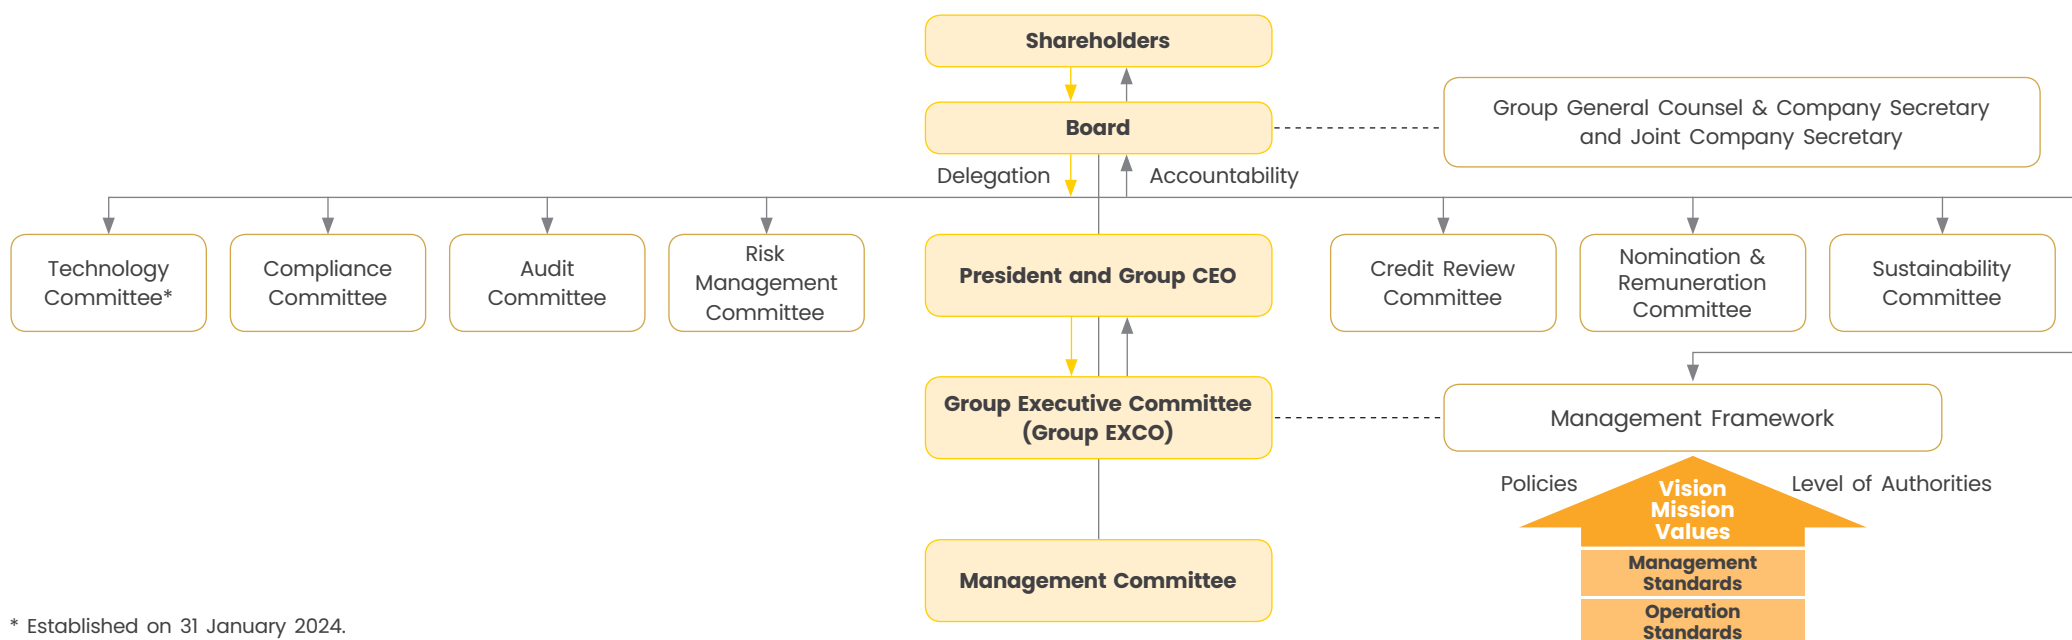 Shareholders
Board
Group General Counsel & Company Secretary
and Joint Company Secretary
Delegation
Accountability
Technology
Committee*
Compliance
Committee
Audit
Committee
Risk
Management
Committee
President and Group CEO
Credit Review
Committee
Nomination &
Remuneration
Committee
Sustainability
Committee
Group Executive Committee
(Group EXCO)
Management Framework
Policies
Level of Authorities
Vision
Mission
Values
Management
Standards
Operation
Standards
Management Committee
* Established on 31 January 2024.